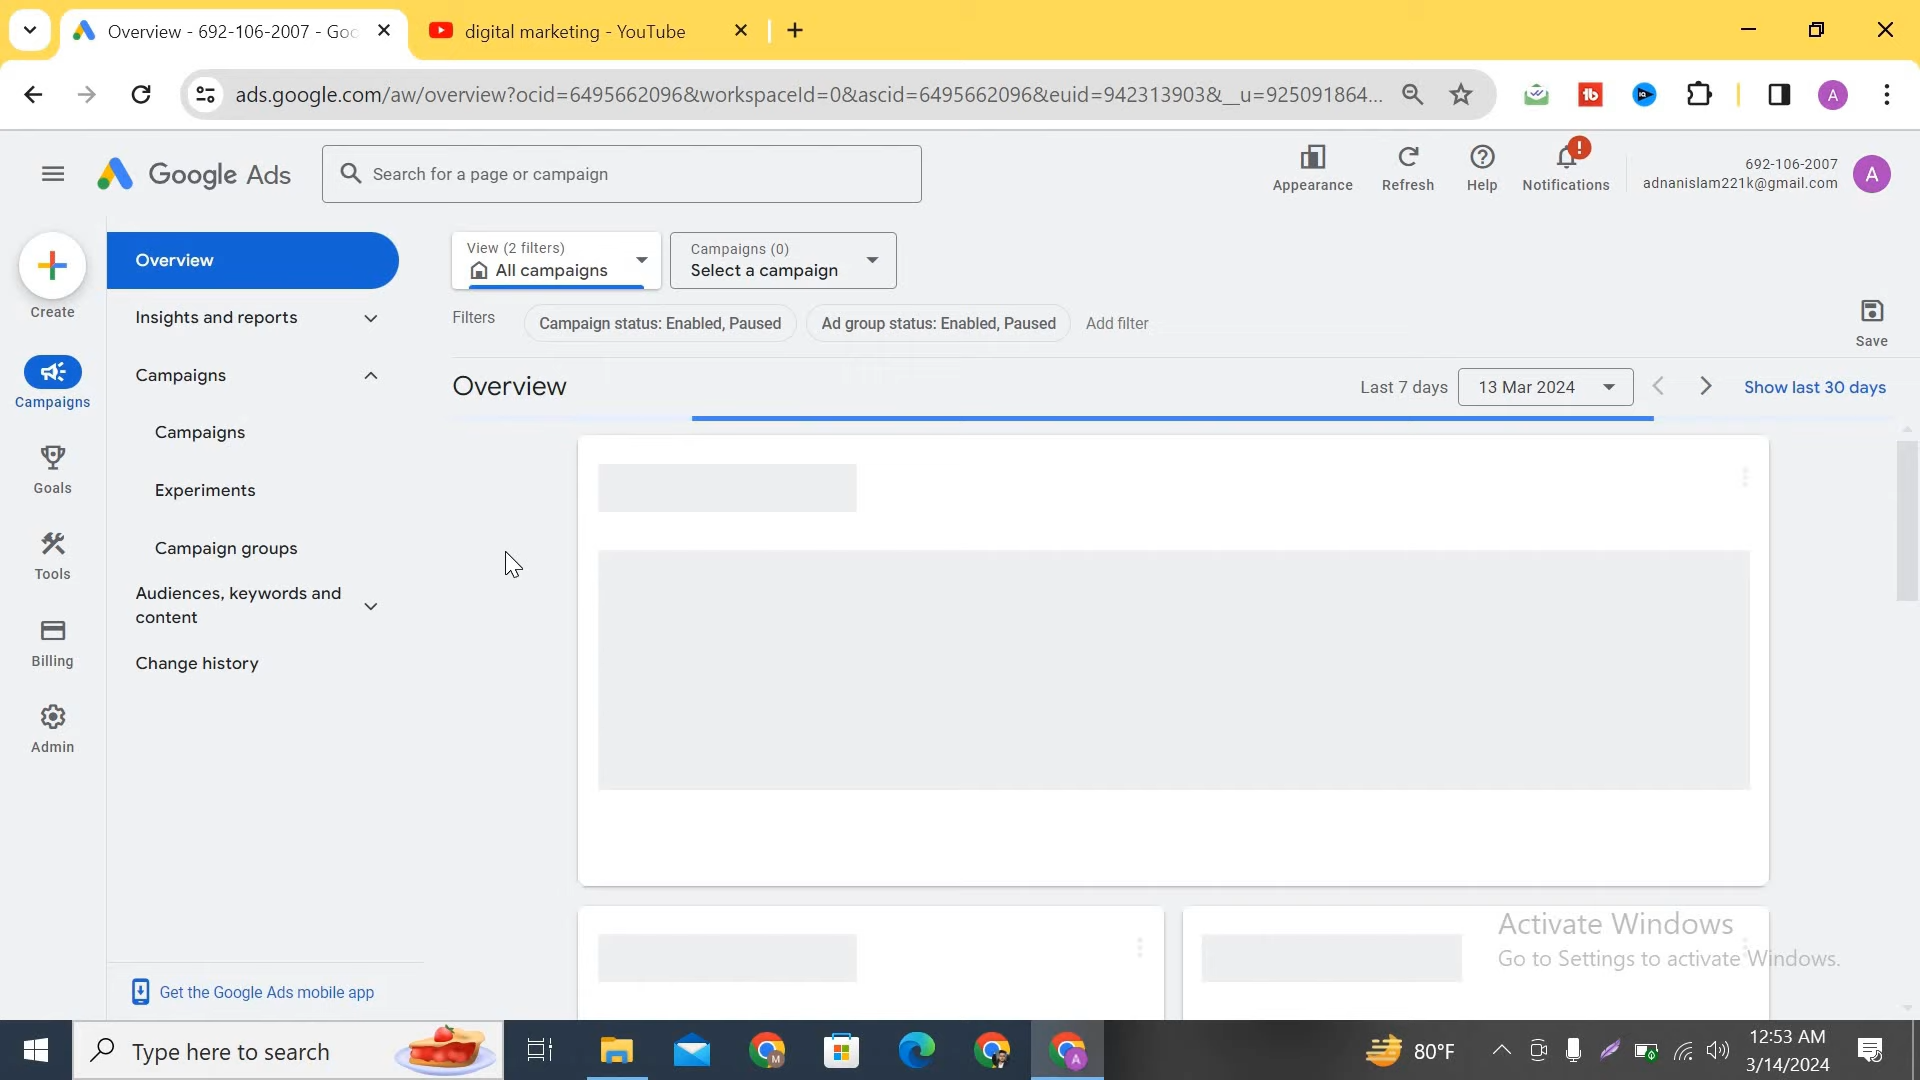 Overview - 692-106-2007 - Goo
digital marketing - YouTube
ads.google.com/aw/overview?ocid=6495662096&workspaceId=0&ascid=6495662096&euid=942313903&__u=925091864...
A
Google Ads
Search for a page or campaign
Appearance
Refresh
Help
Notifications
692-106-2007
adnanislam221k@gmail.com
A
Create
Campaigns
Goals
Tools
Billing
Admin
Overview
Insights and reports
Campaigns
Campaigns
Experiments
Campaign groups
Audiences, keywords and
content
Change history
Get the Google Ads mobile app
View (2 filters)
All campaigns
Campaigns (0)
Select a campaign
Filters
Campaign status: Enabled, Paused
Ad group status: Enabled, Paused
Add filter
Save
Overview
Last 7 days
13 Mar 2024
Show last 30 days
Activate Windows
Go to Settings to activate Windows.
Type here to search
80°F
12:53 AM
3/14/2024